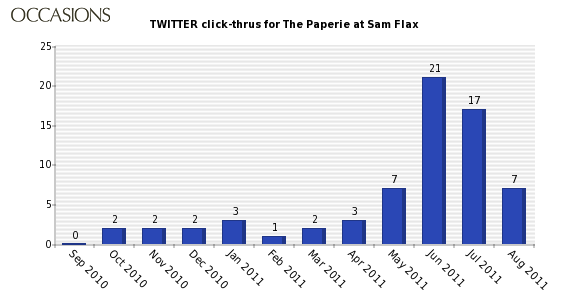 OCCASIONS
TWITTER click-thrus for The Paperie at Sam Flax
25
20
15
10
5
0
0
2
2
2
3
1
2
3
7
21
17
7
Sep 2010
Oct 2010
Nov 2010
Dec 2010
Jan 2011
Feb 2011
Mar 2011
Apr 2011
May 2011
Jun 2011
Jul 2011
Aug 2011